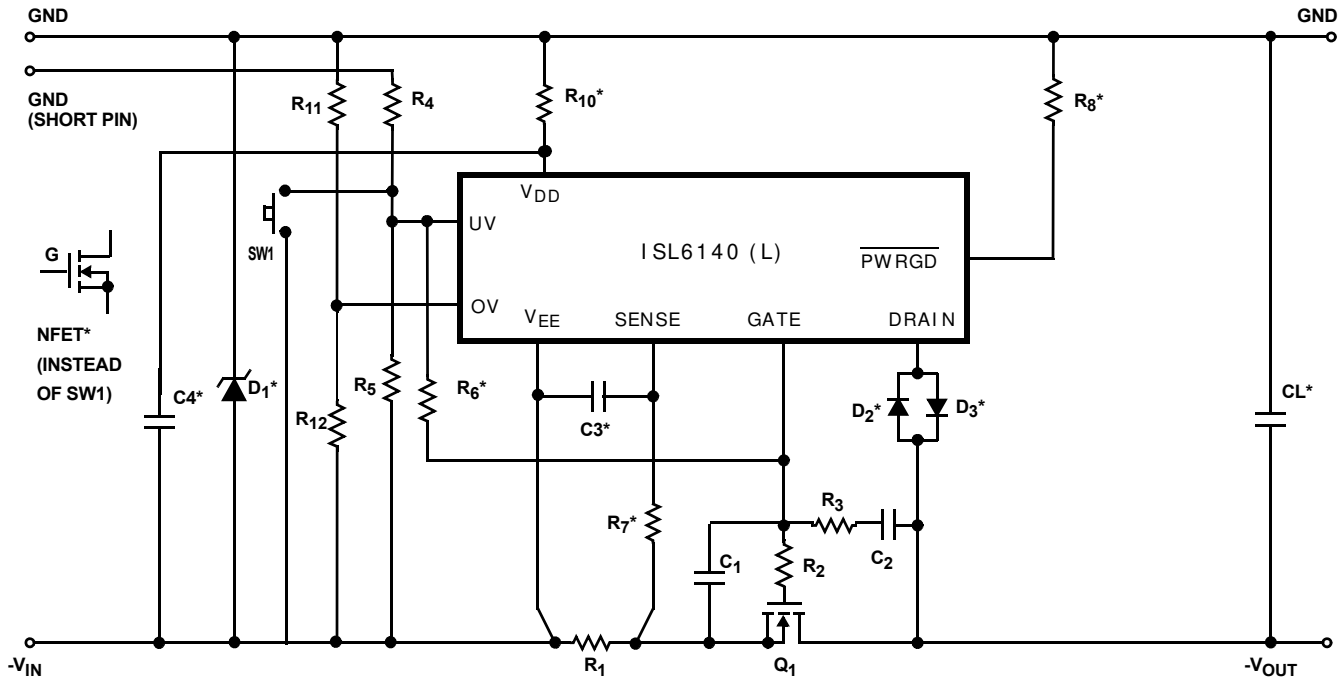 GND
GND
GND
(SHORT PIN)
R11
R4
R10*
R8*
VDD
UV
ISL6140 (L)
PWRGD
SW1
G
OV
VEE
SENSE
GATE
DRAIN
NFET*
(INSTEAD
OF SW1)
C4*
D1*
R12
R5
R6*
C3*
D2*
D3*
CL*
R7*
R3
C1
R2
C2
-VIN
R1
Q1
-VOUT